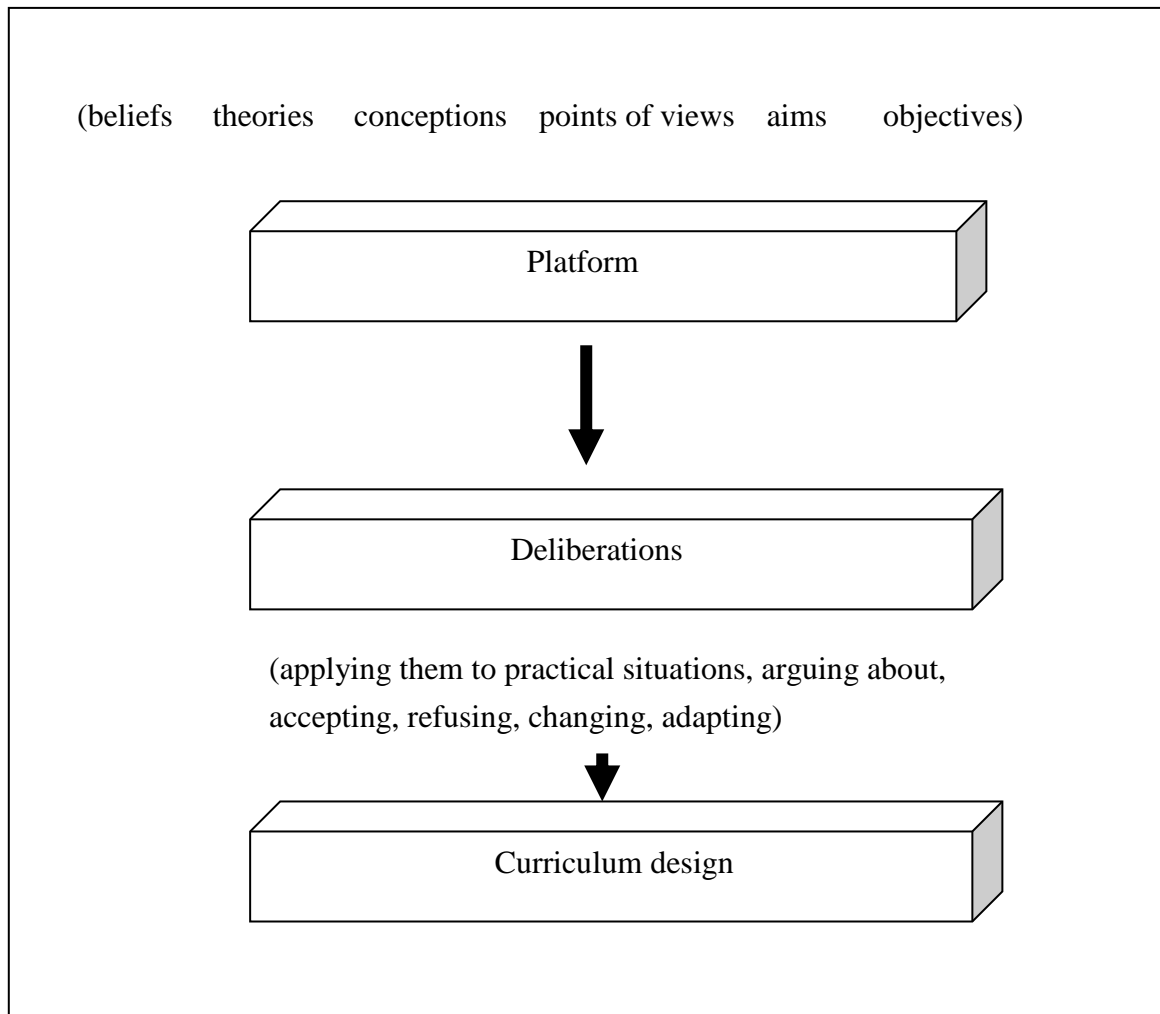 (beliefs theories conceptions points of views aims objectives)
Platform
Deliberations
(applying them to practical situations, arguing about,
accepting, refusing, changing, adapting)
Curriculum design